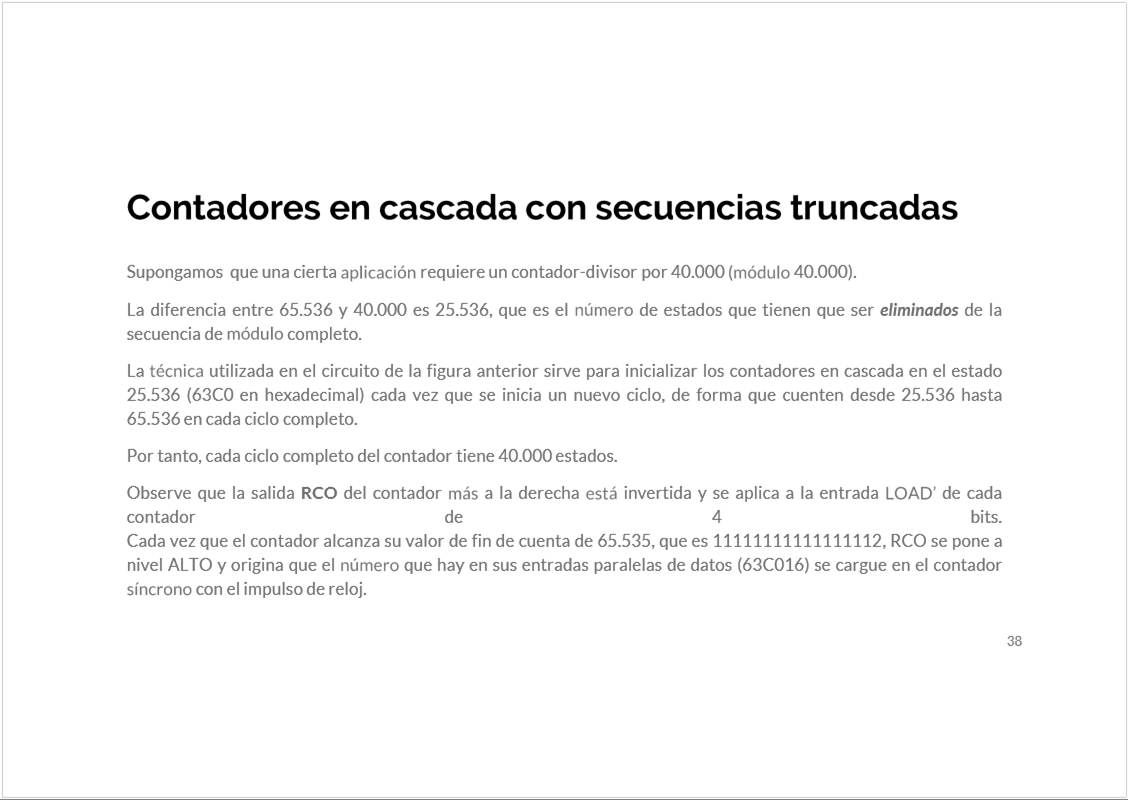 Contadores en cascada con secuencias truncadas
Supongamos que una cierta aplicación requiere un contador-divisor por 40.000 (módulo 40.000).
La diferencia entre 65.536 y 40.000 es 25.536, que es el número de estados que tienen que ser eliminados de la
secuencia de módulo completo.
La técnica utilizada en el circuito de la figura anterior sirve para inicializar los contadores en cascada en el estado
25.536 (63C0 en hexadecimal) cada vez que se inicia un nuevo ciclo, de forma que cuenten desde 25.536 hasta
65.536 en cada ciclo completo.
Por tanto, cada ciclo completo del contador tiene 40.000 estados.
Observe que la salida RCO del contador más a la derecha está invertida y se aplica a la entrada LOAD' de cada
contador de 4 bits.
Cada vez que el contador alcanza su valor de fin de cuenta de 65.535, que es 11111111111111112, RCO se pone a
nivel ALTO y origina que el número que hay en sus entradas paralelas de datos (63C016) se cargue en el contador
síncrono con el impulso de reloj.
38